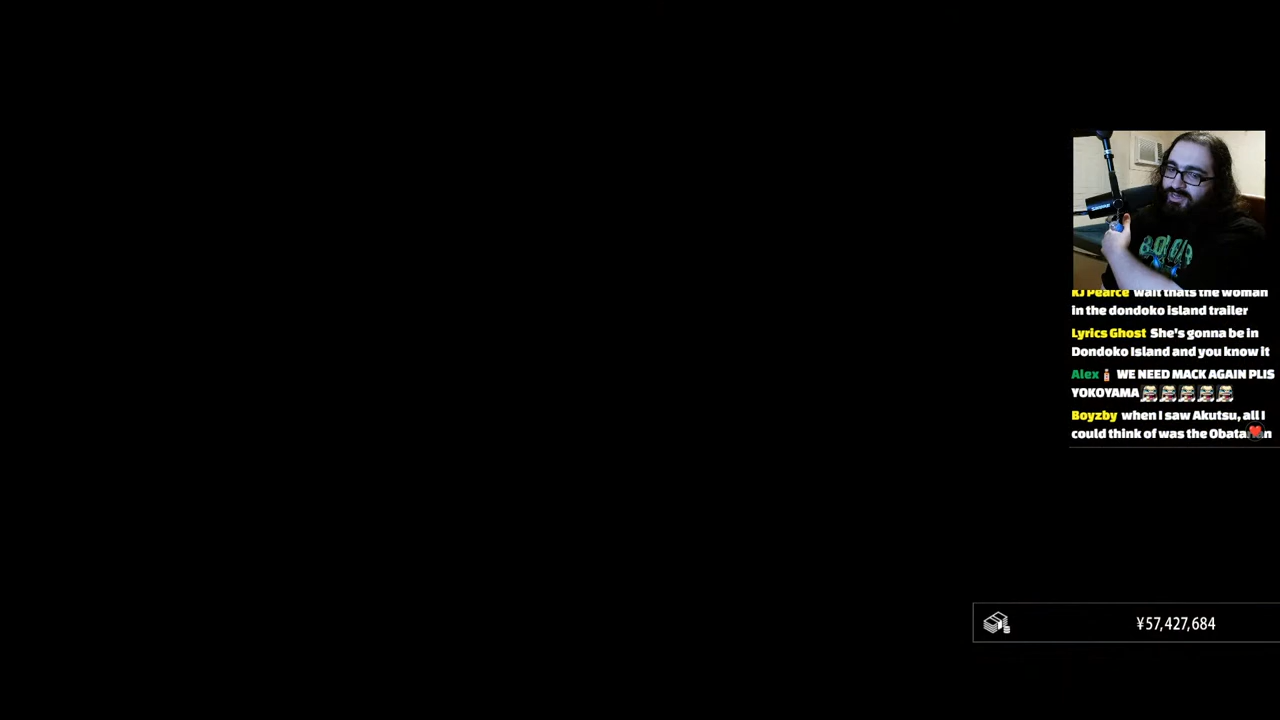 KJ Pearce wait thats the woman
in the dondoko island trailer
Lyrics Ghost She's gonna be in
Dondoko Island and you know it
Alex WE NEED MACK AGAIN PLIS
YOKOYAMA
Boyzby when I saw Akutsu, all I
could think of was the
¥57,427,684